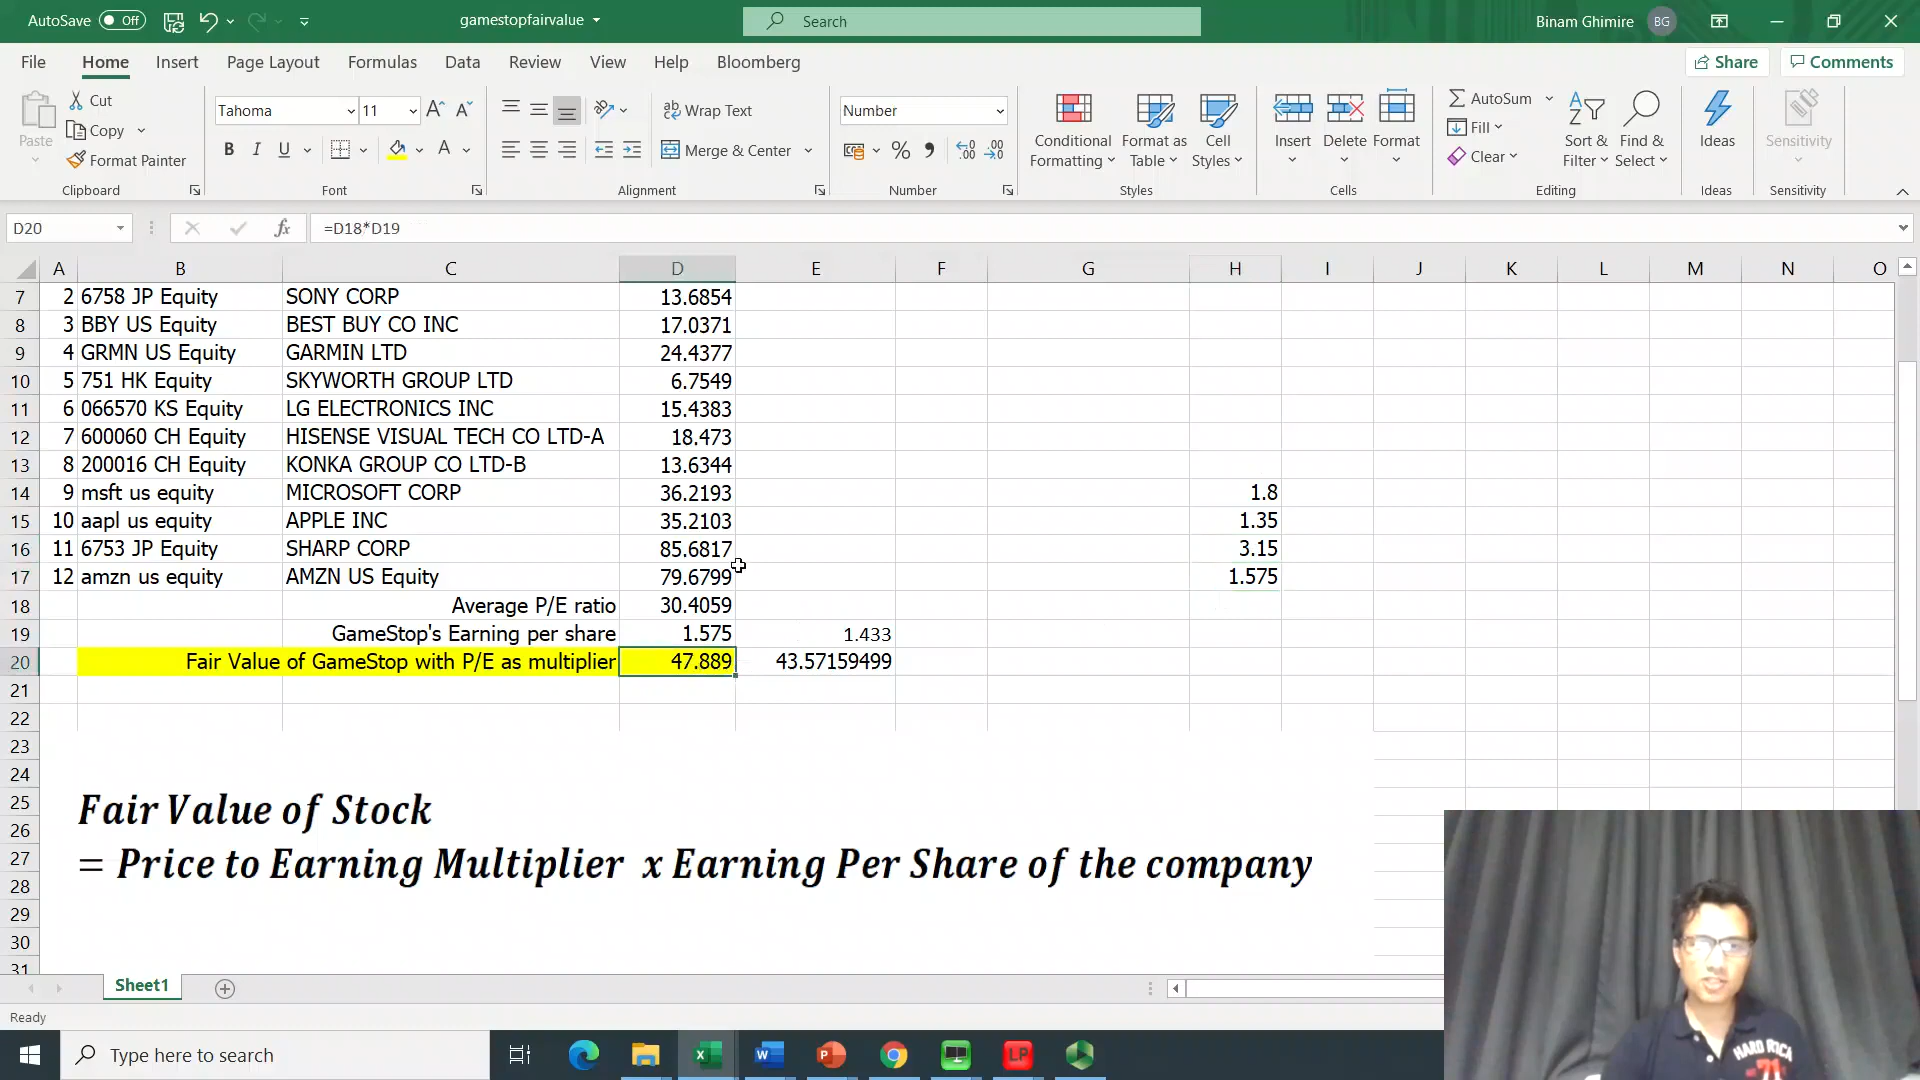 AutoSave Off gamestopfairvalue Search Binam Ghimire BG
File Home Insert Page Layout Formulas Data Review View Help Bloomberg Share Comments
Paste Cut Copy Format Painter Clipboard
Tahoma 11 B I U A Font
Wrap Text Merge & Center Alignment
Number % Number
Conditional Formatting Format as Table Cell Styles Styles
Insert Delete Format Cells
AutoSum Fill Clear Sort & Filter Find & Select Editing
Ideas Ideas
Sensitivity Sensitivity
D20 fx =D18*D19
A B C D E F G H I J K L M N O
7 2 6758 JP Equity SONY CORP 13.6854
8 3 BBY US Equity BEST BUY CO INC 17.0371
9 4 GRMN US Equity GARMIN LTD 24.4377
10 5 751 HK Equity SKYWORTH GROUP LTD 6.7549
11 6 066570 KS Equity LG ELECTRONICS INC 15.4383
12 7 600060 CH Equity HISENSE VISUAL TECH CO LTD-A 18.473
13 8 200016 CH Equity KONKA GROUP CO LTD-B 13.6344
14 9 msft us equity MICROSOFT CORP 36.2193 1.8
15 10 aapl us equity APPLE INC 35.2103 1.35
16 11 6753 JP Equity SHARP CORP 85.6817 3.15
17 12 amzn us equity AMZN US Equity 79.6799 1.575
18 Average P/E ratio 30.4059
19 GameStop's Earning per share 1.575 1.433
20 Fair Value of GameStop with P/E as multiplier 47.889 43.57159499
21
22
23
24
25
26
27
28
29
30
31
Fair Value of Stock
= Price to Earning Multiplier x Earning Per Share of the company
Sheet1
Ready
Type here to search
HARD ROCK
71